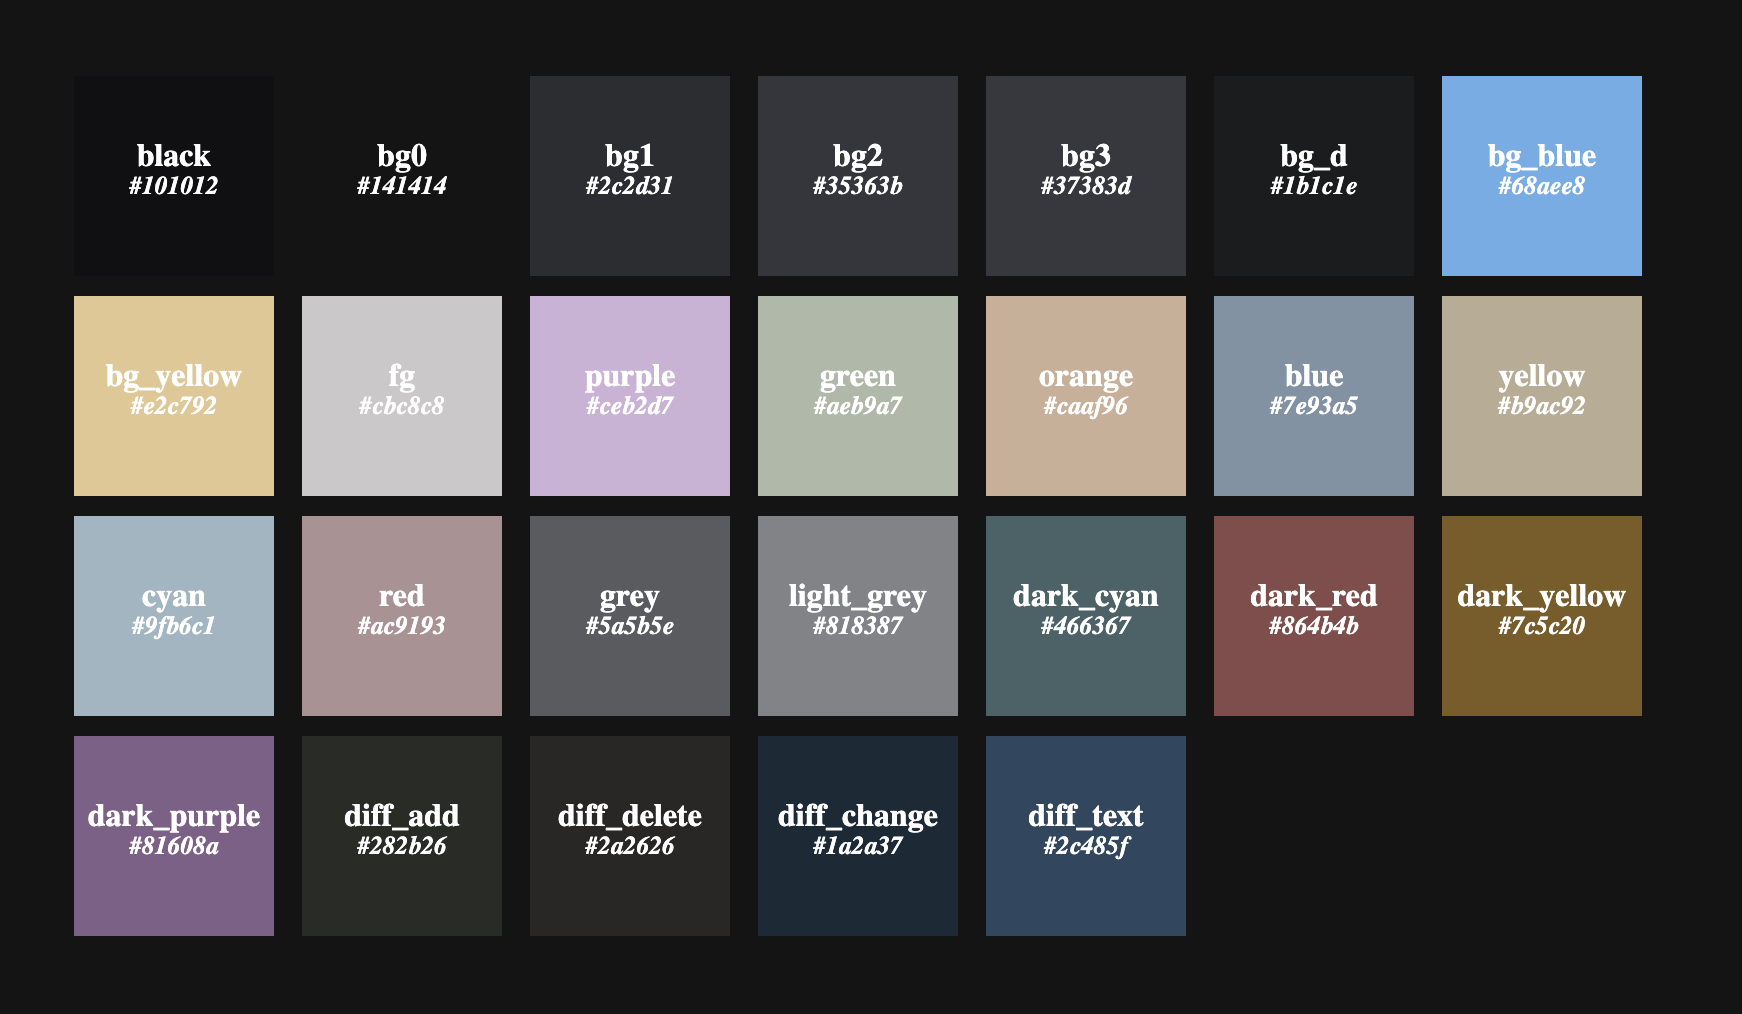 black
#101012
bg0
#141414
bg1
#2c2d31
bg2
#35363b
bg3
#37383d
bg_d
#1b1c1e
bg_blue
#68aee8
bg_yellow
#e2c792
fg
#cbc8c8
purple
#ceb2d7
green
#aeb9a7
orange
#caaf96
blue
#7e93a5
yellow
#b9ac92
cyan
#9fb6c1
red
#ac9193
grey
#5a5b5e
light_grey
#818387
dark_cyan
#466367
dark_red
#864b4b
dark_yellow
#7c5c20
dark_purple
#81608a
diff_add
#282b26
diff_delete
#2a2626
diff_change
#1a2a37
diff_text
#2c485f